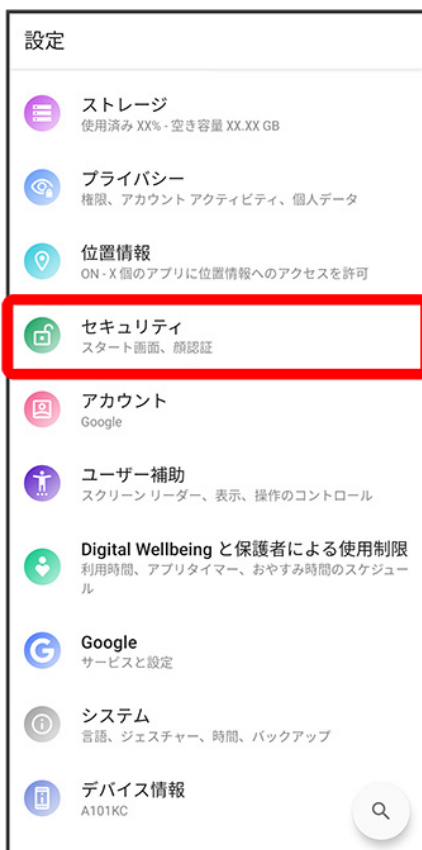 設定
ストレージ
使用済み XX% - 空き容量 XX.XX GB
プライバシー
権限、アカウント アクティビティ、個人データ
位置情報
ON - X 個のアプリに位置情報へのアクセスを許可
セキュリティ
スタート画面、顔認証
アカウント
Google
ユーザー補助
スクリーン リーダー、表示、操作のコントロール
Digital Wellbeing と保護者による使用制限
利用時間、アプリタイマー、おやすみ時間のスケジュー
ル
Google
サービスと設定
システム
言語、ジェスチャー、時間、バックアップ
デバイス情報
A101KC